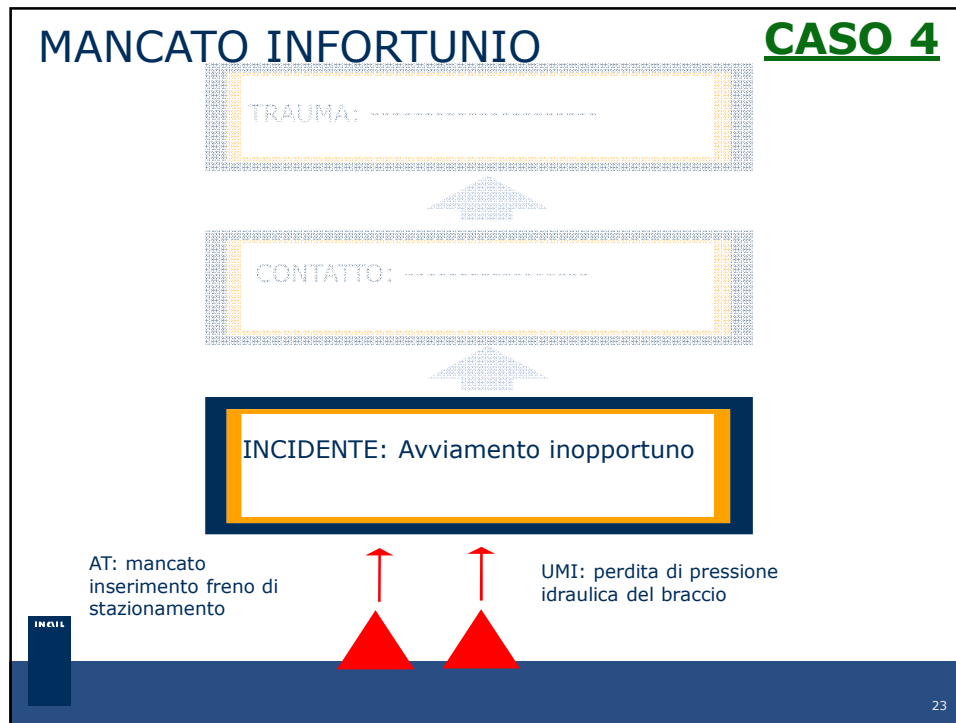 MANCATO INFORTUNIO
CASO 4
TRAUMA: ---------------------
CONTATTO: -----------------
INCIDENTE: Avviamento inopportuno
AT: mancato
inserimento freno di
stazionamento
UMI: perdita di pressione
idraulica del braccio
INAIL
23